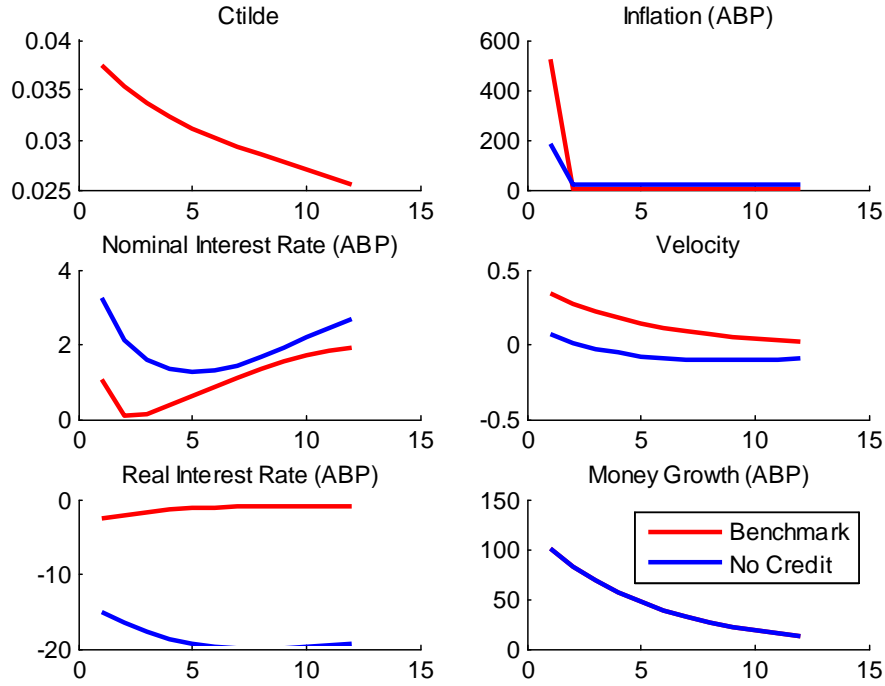 Ctilde
0.04
0.035
0.03
0.025
0 5 10 15
Inflation (ABP)
600
400
200
0
0 5 10 15
Nominal Interest Rate (ABP)
4
2
0
0 5 10 15
Velocity
0.5
0
-0.5
0 5 10 15
Real Interest Rate (ABP)
0
-10
-20
0 5 10 15
Money Growth (ABP)
150
100
50
0
0 5 10 15
Benchmark
No Credit